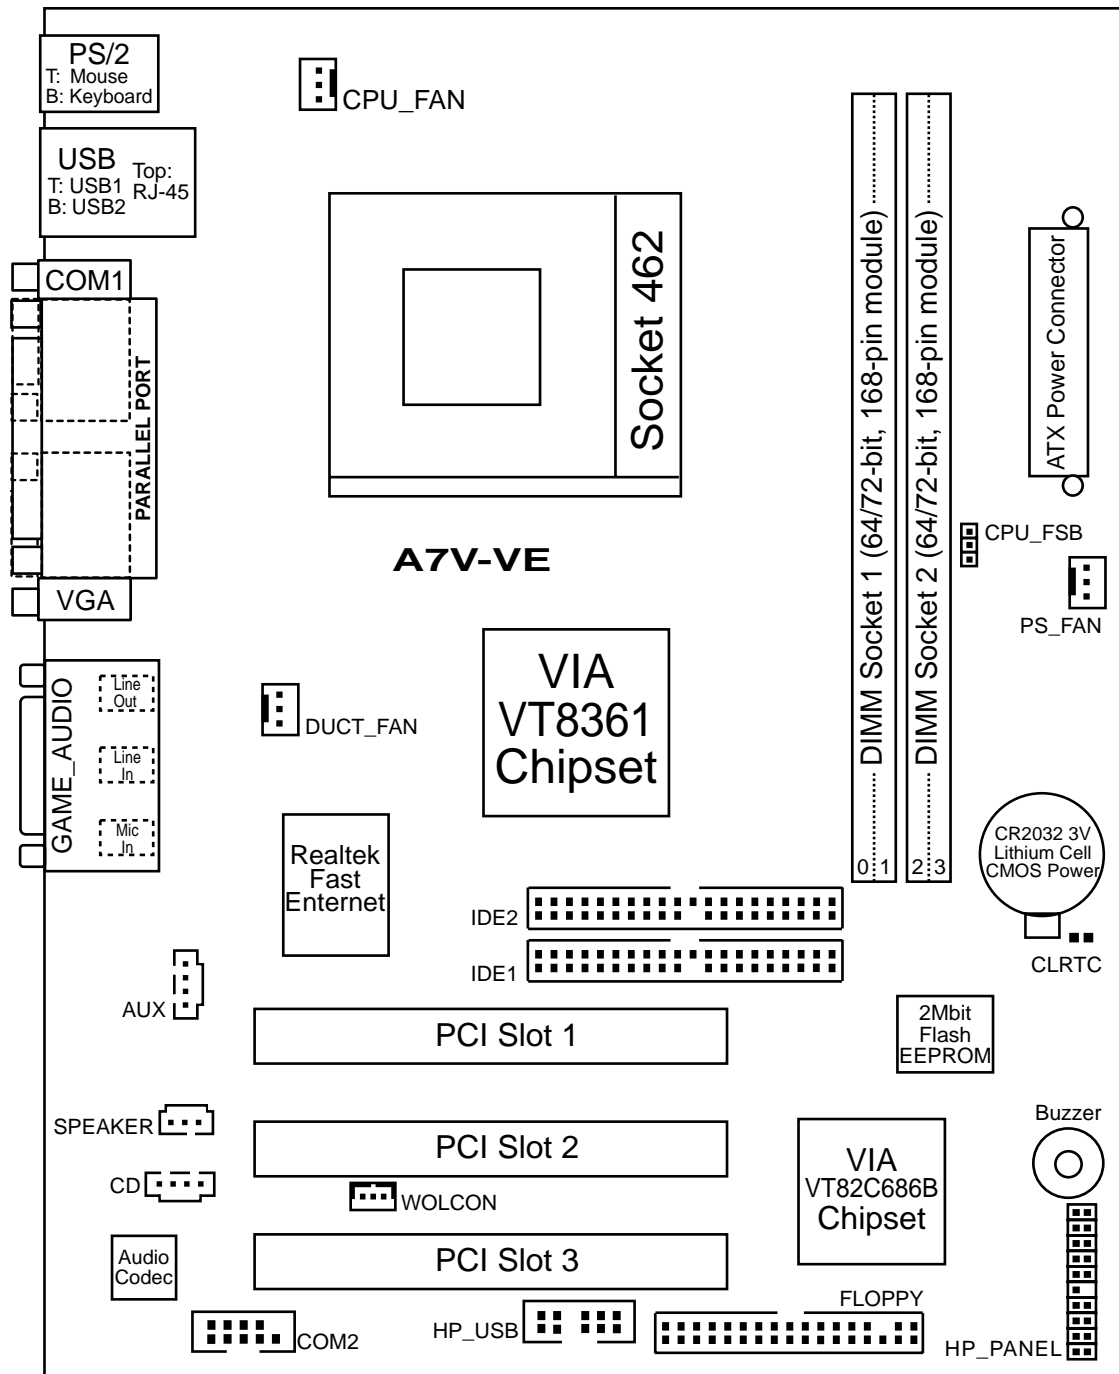 PS/2
T: Mouse
B: Keyboard
CPU_FAN
USB
T: USB1
B: USB2
Top:
RJ-45
COM1
PARALLEL PORT
VGA
Socket 462
DIMM Socket 1 (64/72-bit, 168-pin module)
DIMM Socket 2 (64/72-bit, 168-pin module)
0 1
2 3
ATX Power Connector
CPU_FSB
PS_FAN
A7V-VE
VIA
VT8361
Chipset
GAME_AUDIO
Line
Out
Line
In
Mic
In
DUCT_FAN
Realtek
Fast
Enternet
CR2032 3V
Lithium Cell
CMOS Power
CLRTC
IDE2
IDE1
AUX
PCI Slot 1
2Mbit
Flash
EEPROM
SPEAKER
PCI Slot 2
CD
WOLCON
VIA
VT82C686B
Chipset
Buzzer
Audio
Codec
PCI Slot 3
COM2
HP_USB
FLOPPY
HP_PANEL